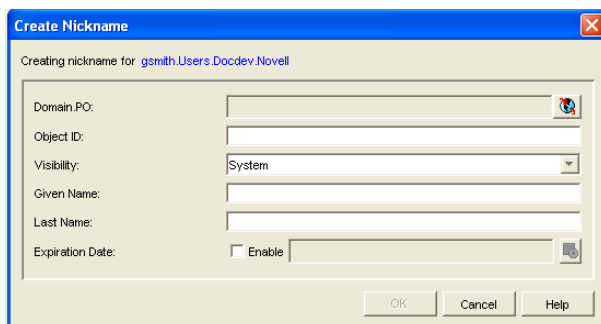 Create Nickname
Creating nickname for gsmith.Users.Docdev.Novell
Domain.PO:
Object ID:
Visibility: System
Given Name:
Last Name:
Expiration Date: Enable
OK Cancel Help